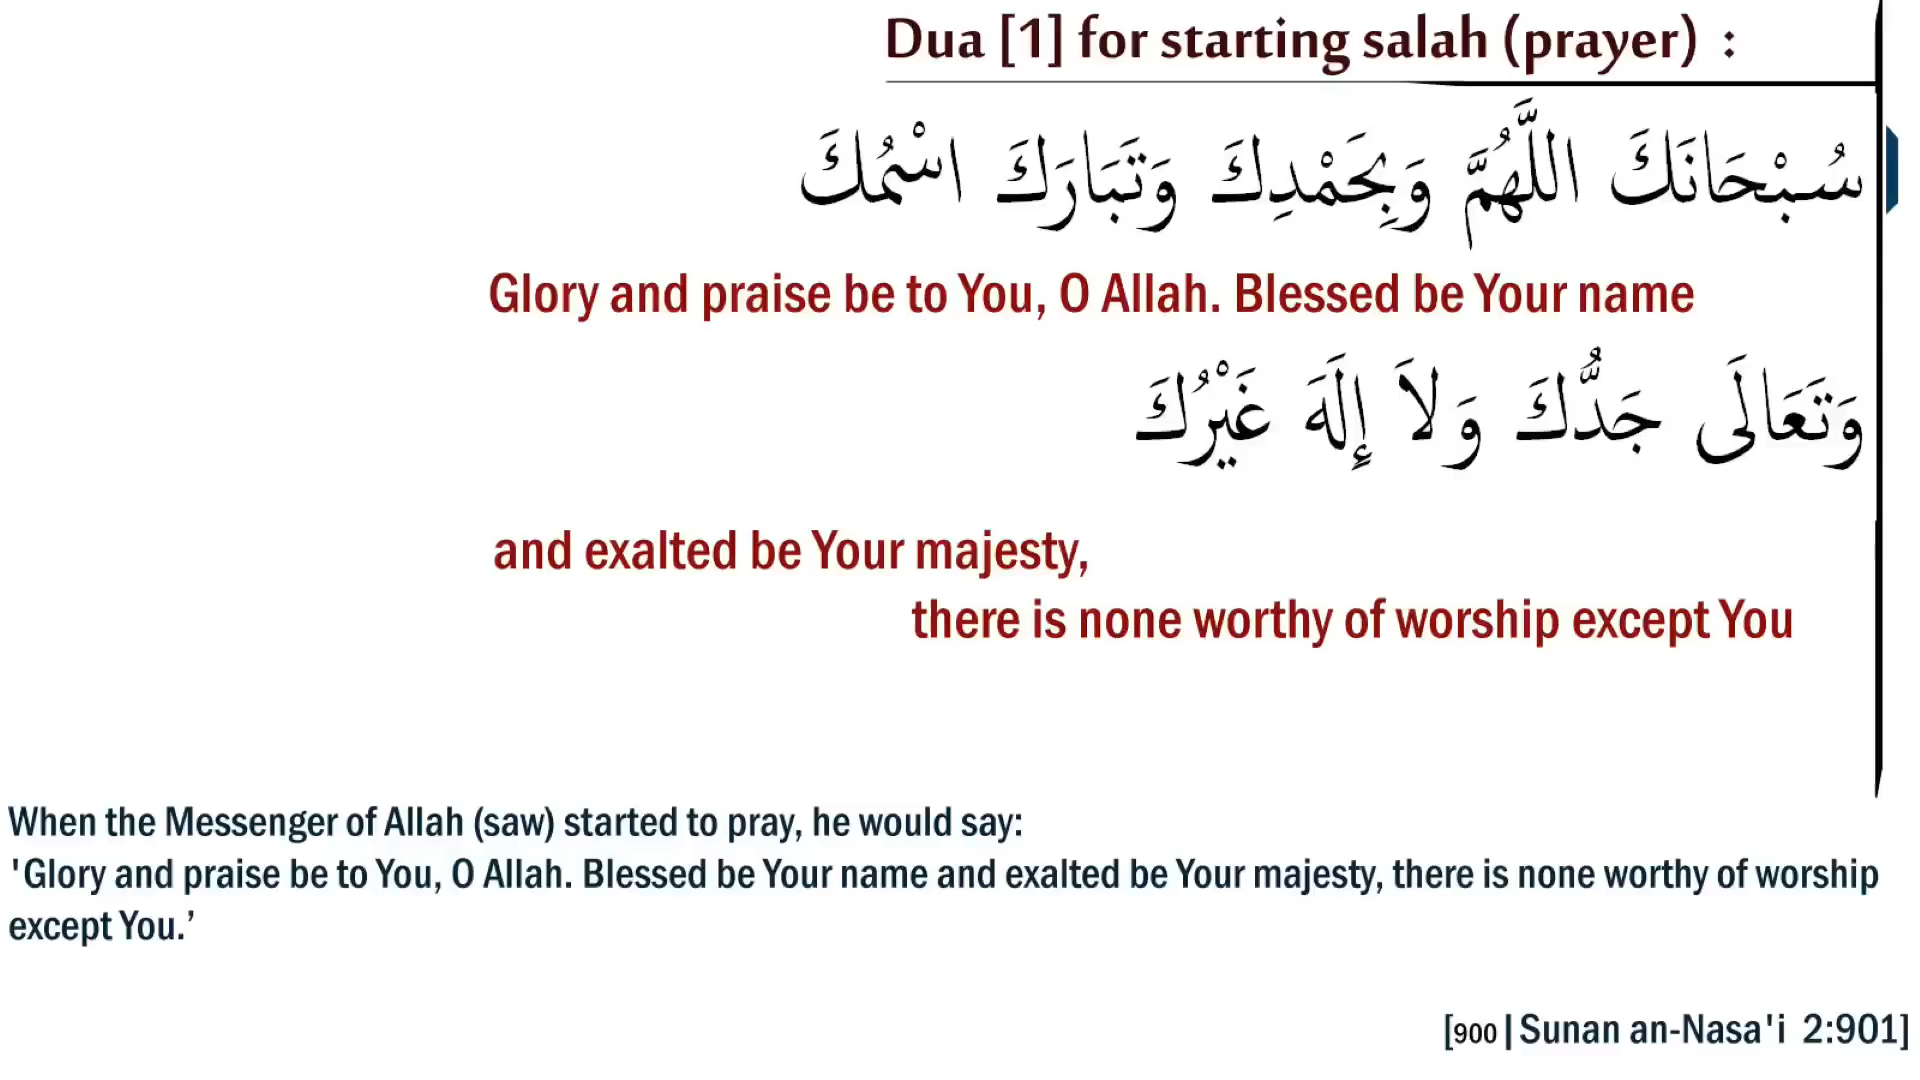 Dua [1] for starting salah (prayer) :
سُبْحَانَكَ اللَّهُمَّ وَبِحَمْدِكَ وَتَبَارَكَ اسْمُكَ
Glory and praise be to You, O Allah. Blessed be Your name
وَتَعَالَى جَدُّكَ وَلاَ إِلَهَ غَيْرُكَ
and exalted be Your majesty,
there is none worthy of worship except You
When the Messenger of Allah (saw) started to pray, he would say:
'Glory and praise be to You, O Allah. Blessed be Your name and exalted be Your majesty, there is none worthy of worship
except You.’
[900 | Sunan an-Nasa'i 2:901]